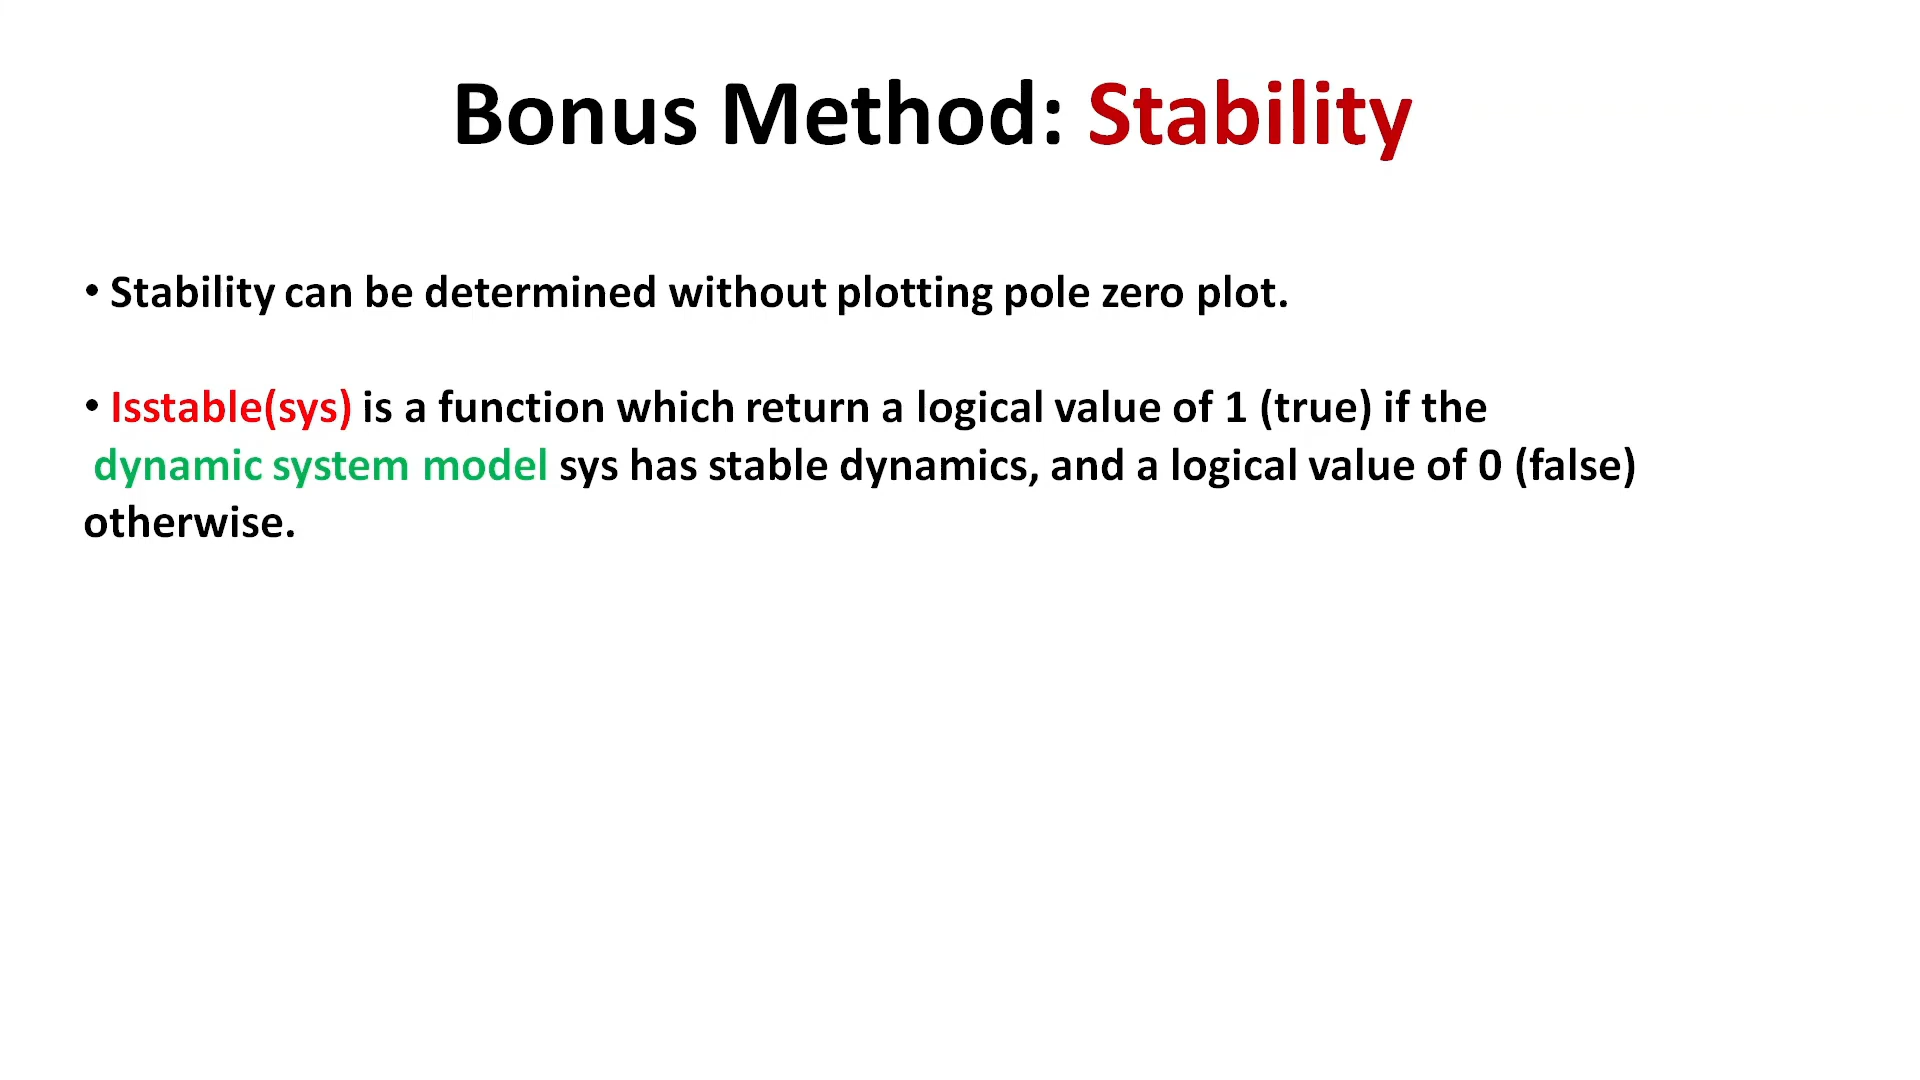 Bonus Method: Stability
• Stability can be determined without plotting pole zero plot.
• Isstable(sys) is a function which return a logical value of 1 (true) if the
dynamic system model sys has stable dynamics, and a logical value of 0 (false)
otherwise.